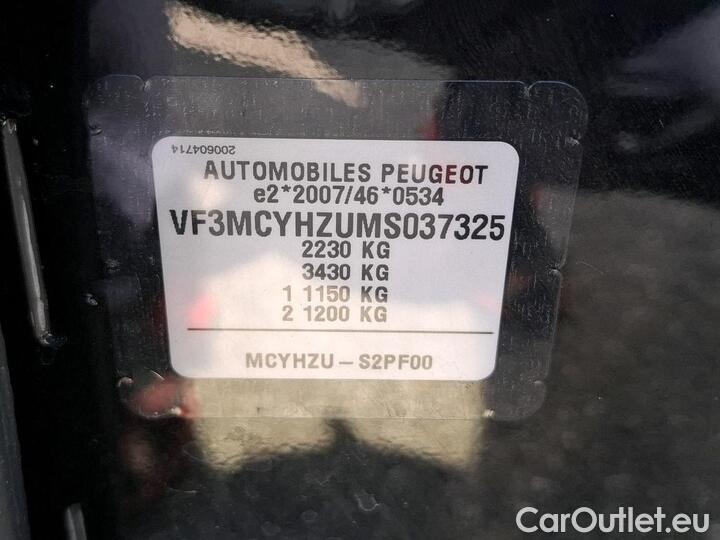 200604714
AUTOMOBILES PEUGEOT
e2*2007/46*0534
VF3MCYHZUMS037325
2230 KG
3430 KG
1 1150 KG
2 1200 KG
MCYHZU - S2PF00
CarOutlet.eu